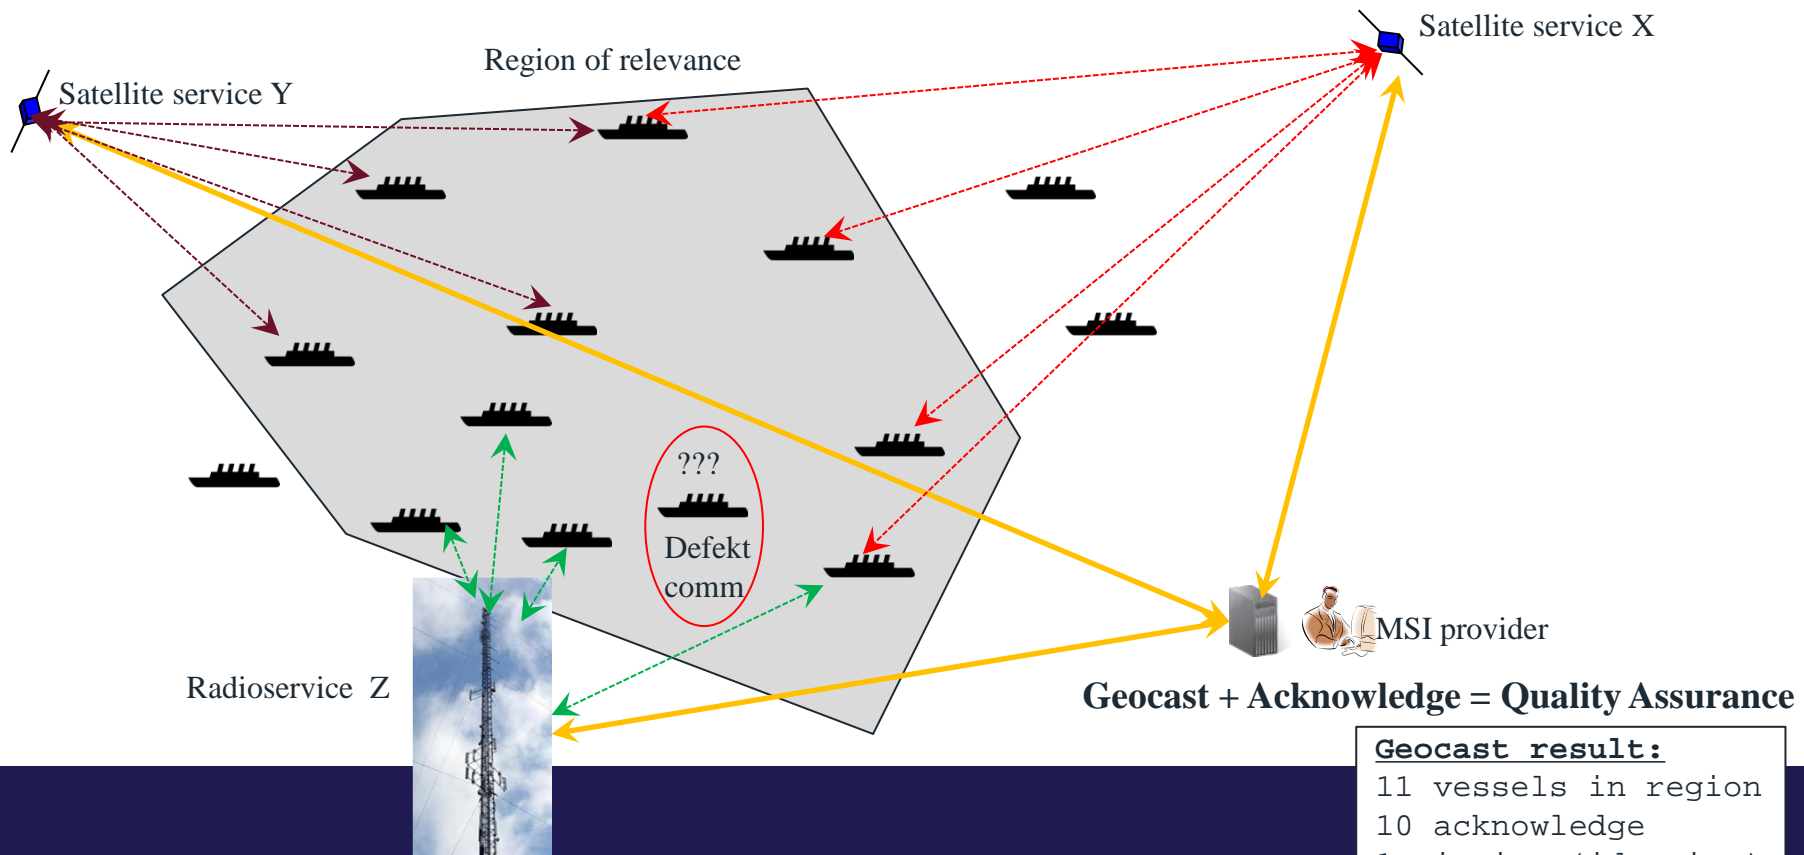 Satellite service X
Region of relevance
Satellite service Y
???
Defekt
comm
MSI provider
Radioservice Z
Geocast + Acknowledge = Quality Assurance
Geocast result:
11 vessels in region
10 acknowledge